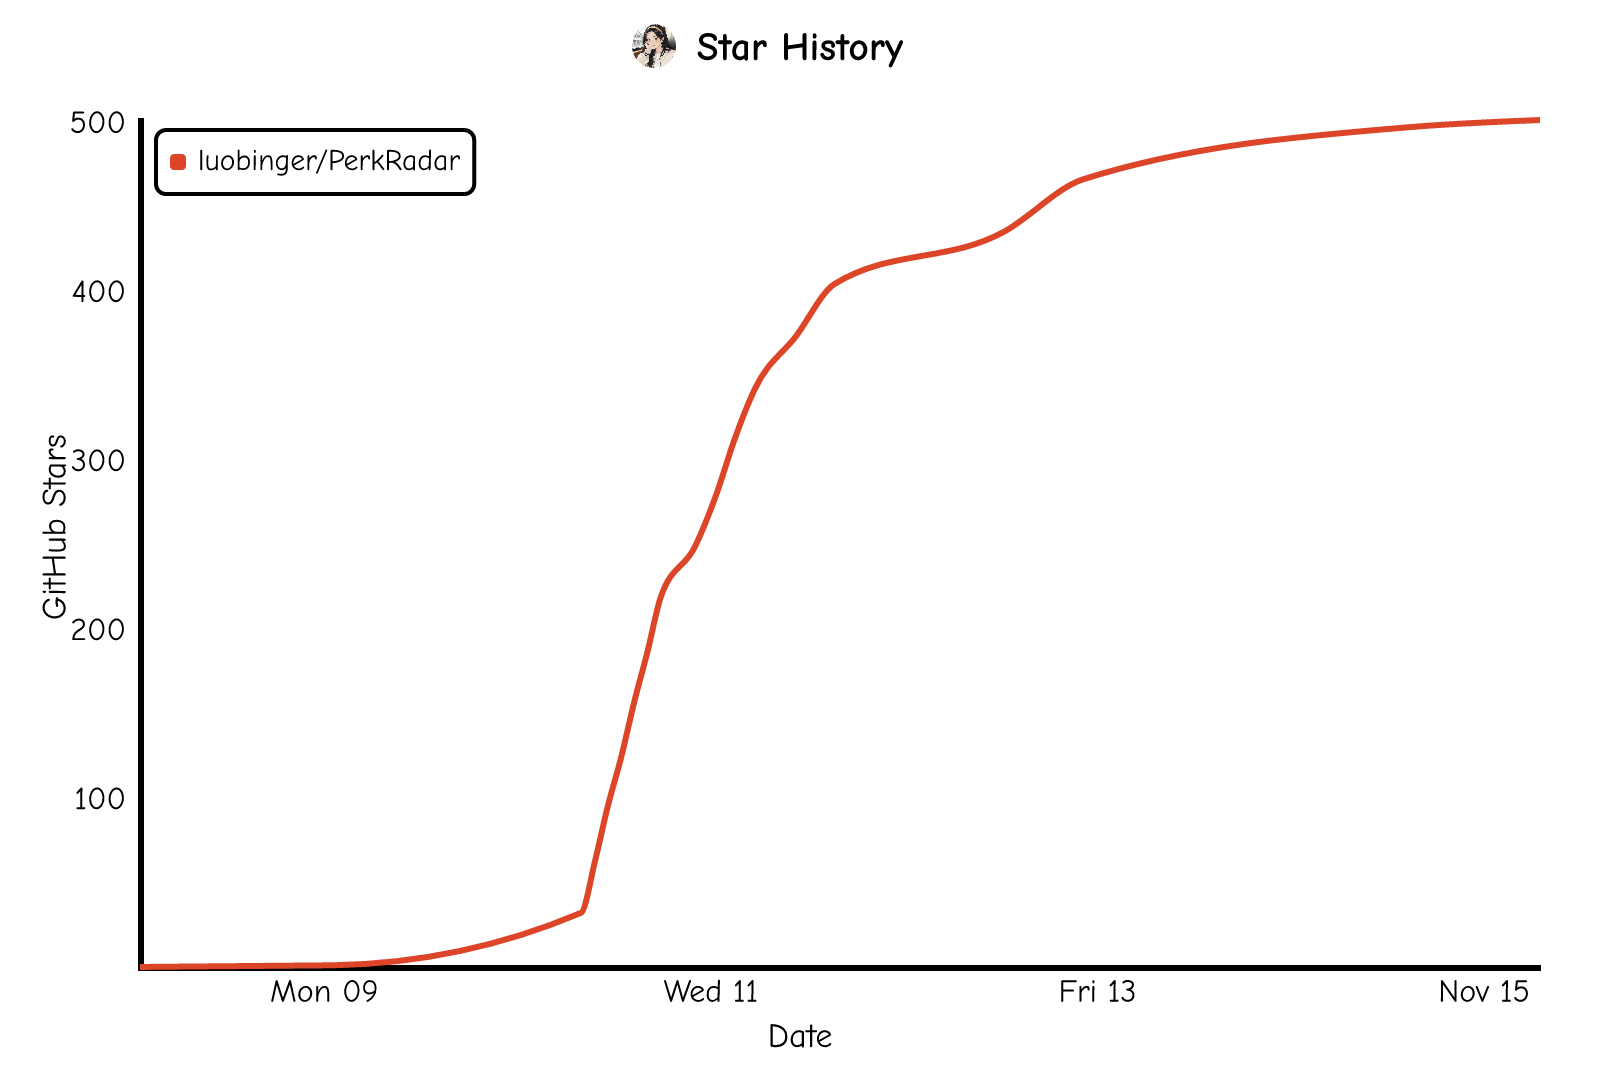 Star History
luobinger/PerkRadar
500
400
300
200
100
GitHub Stars
Mon 09
Wed 11
Fri 13
Nov 15
Date